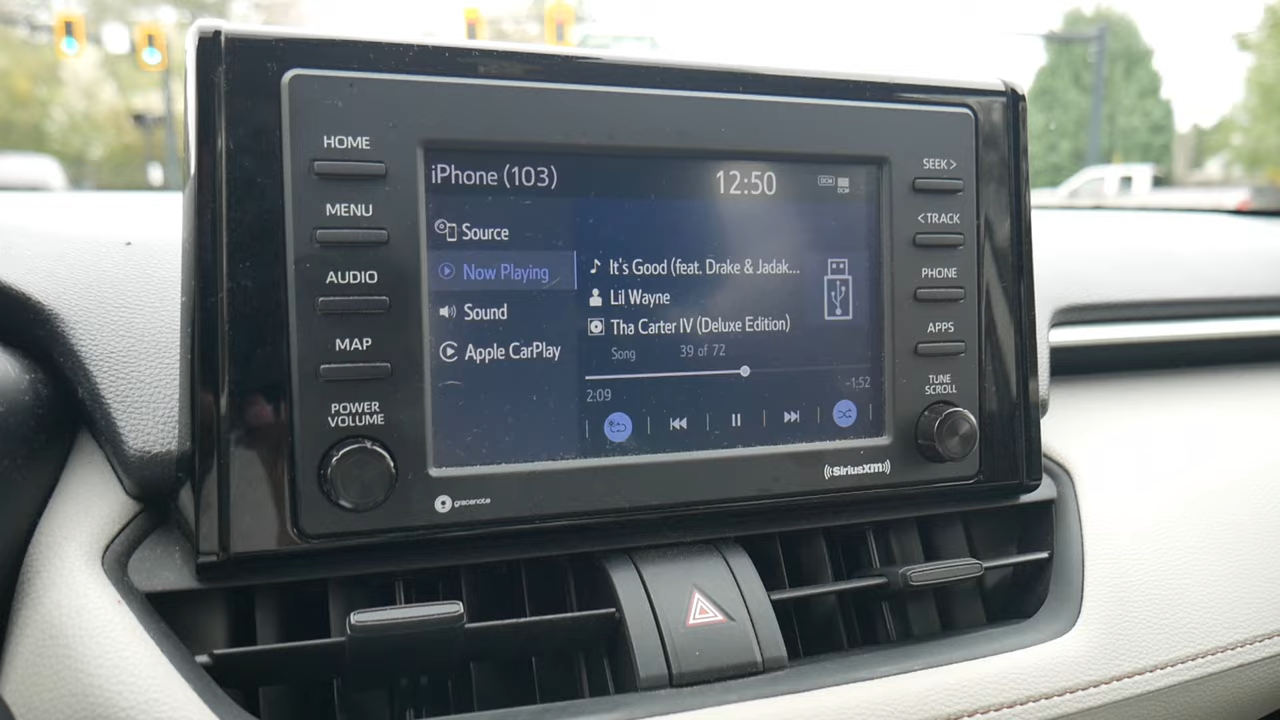 HOME
MENU
AUDIO
MAP
POWER
VOLUME
iPhone (103)
12:50
DCM
Source
Now Playing
Sound
Apple CarPlay
It's Good (feat. Drake & Jadak...
Lil Wayne
Tha Carter IV (Deluxe Edition)
Song 39 of 72
2:09
-1:52
SEEK >
< TRACK
PHONE
APPS
TUNE
SCROLL
gracenote
SiriusXM